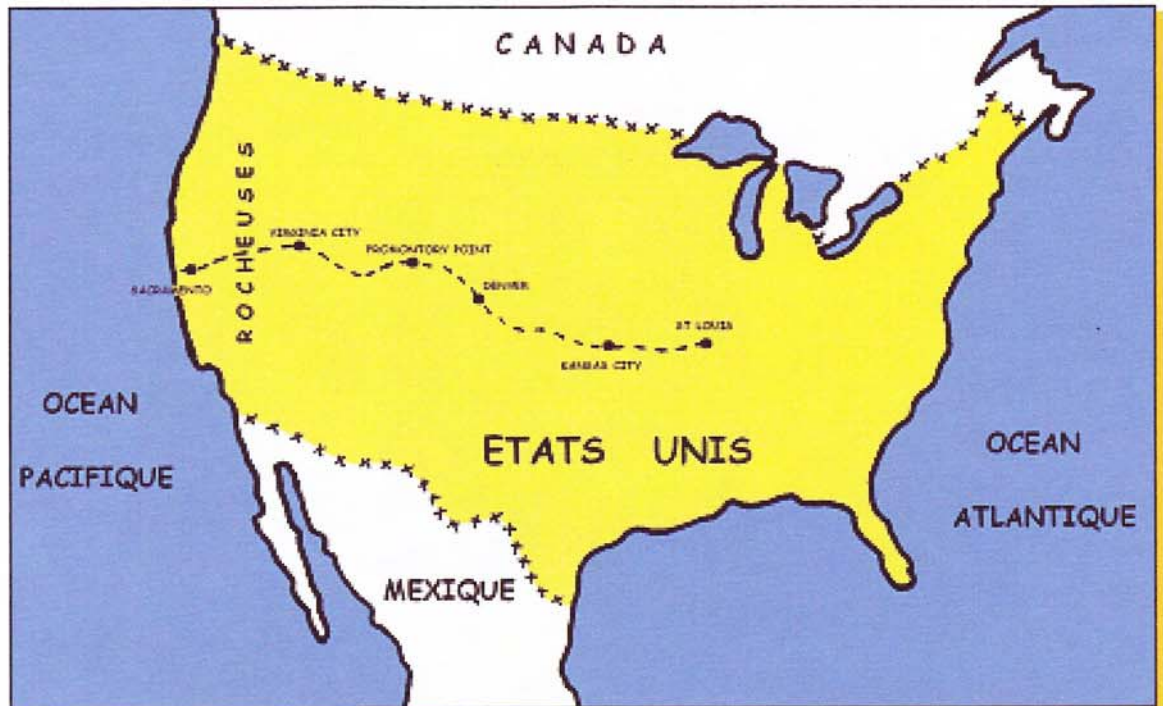 CANADA
ROCHEUSES
VIRGINIA CITY
PROMONTORY POINT
SACRAMENTO
DENVER
ST LOUIS
KANSAS CITY
OCEAN
PACIFIQUE
ETATS UNIS
OCEAN
ATLANTIQUE
MEXIQUE